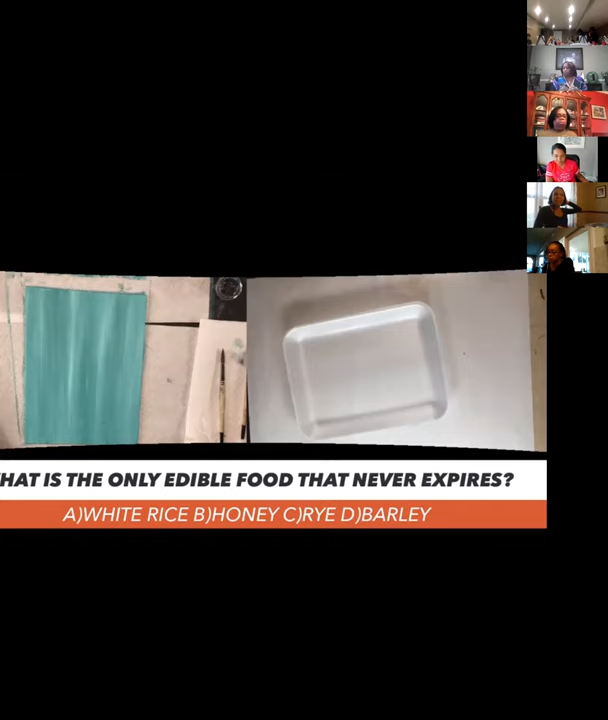 HAT IS THE ONLY EDIBLE FOOD THAT NEVER EXPIRES?
A)WHITE RICE B)HONEY C)RYE D)BARLEY